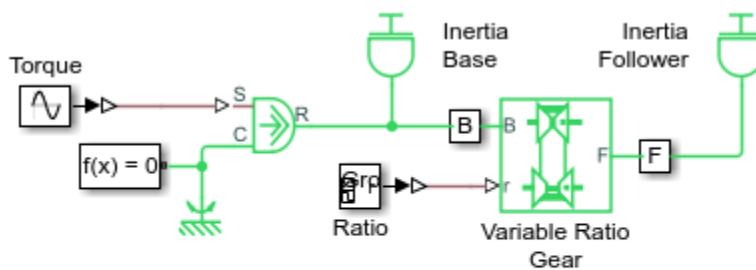 Torque
S
C
R
f(x) = 0
Inertia
Base
Inertia
Follower
B
B
F
F
r
Ratio
Variable Ratio
Gear